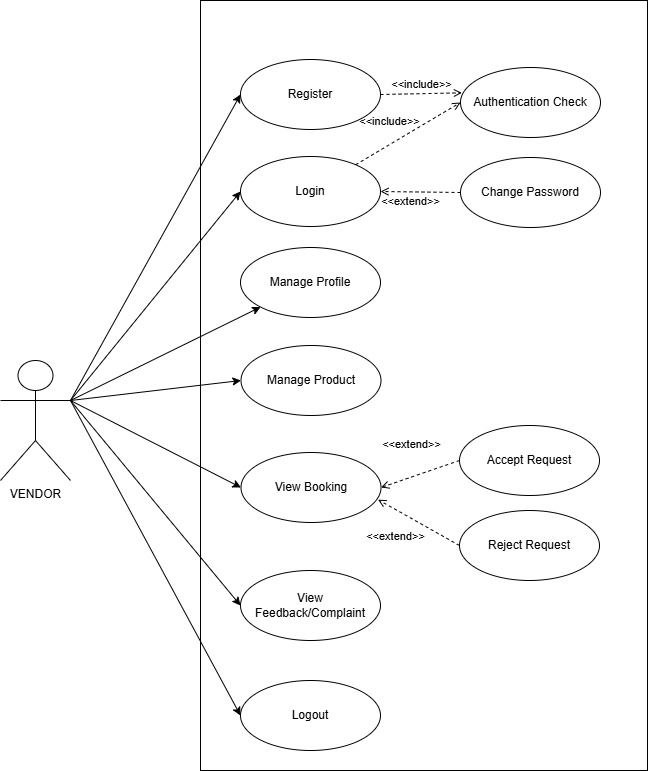 Register
<<include>>
Authentication Check
<<include>>
Login
<<extend>>
Change Password
Manage Profile
Manage Product
VENDOR
View Booking
<<extend>>
Accept Request
<<extend>>
Reject Request
View
Feedback/Complaint
Logout